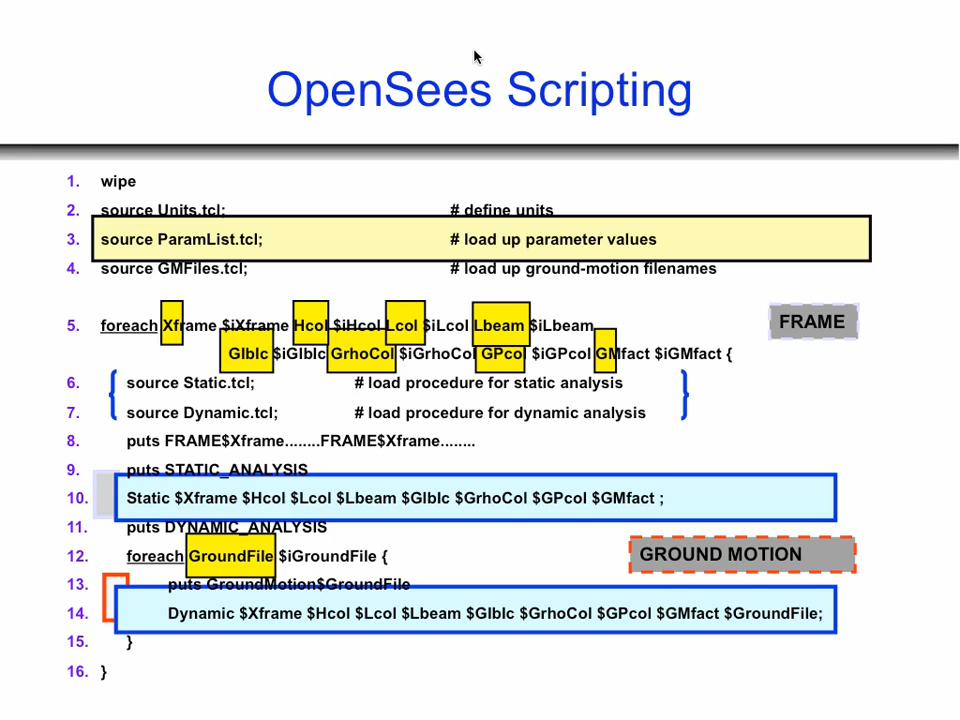 OpenSees Scripting
1. wipe
2. source Units.tcl; # define units
3. source ParamList.tcl; # load up parameter values
4. source GMFiles.tcl; # load up ground-motion filenames
5. foreach Xframe $iXframe Hcol $iHcol Lcol $iLcol Lbeam $iLbeam
FRAME
GlbIc $iGlbIc GrhoCol $iGrhoCol GPcol $iGPcol GMfact $iGMfact {
6. source Static.tcl; # load procedure for static analysis
7. source Dynamic.tcl; # load procedure for dynamic analysis
8. puts FRAME$Xframe........FRAME$Xframe........
9. puts STATIC_ANALYSIS
10. Static $Xframe $Hcol $Lcol $Lbeam $GlbIc $GrhoCol $GPcol $GMfact ;
11. puts DYNAMIC_ANALYSIS
12. foreach GroundFile $iGroundFile {
GROUND MOTION
13. puts GroundMotion$GroundFile
14. Dynamic $Xframe $Hcol $Lcol $Lbeam $GlbIc $GrhoCol $GPcol $GMfact $GroundFile;
15. }
16. }